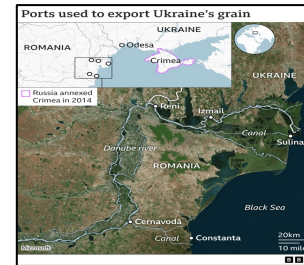 Ports used to export Ukraine's grain
UKRAINE
ROMANIA
Odesa
Crimea
Russia annexed
Crimea in 2014
UKRAINE
Reni
Izmail
Canal
Sulina
Danube river
ROMANIA
Black Sea
Cernavodă
Canal
Constanta
20km
10 miles
Microsoft
BB